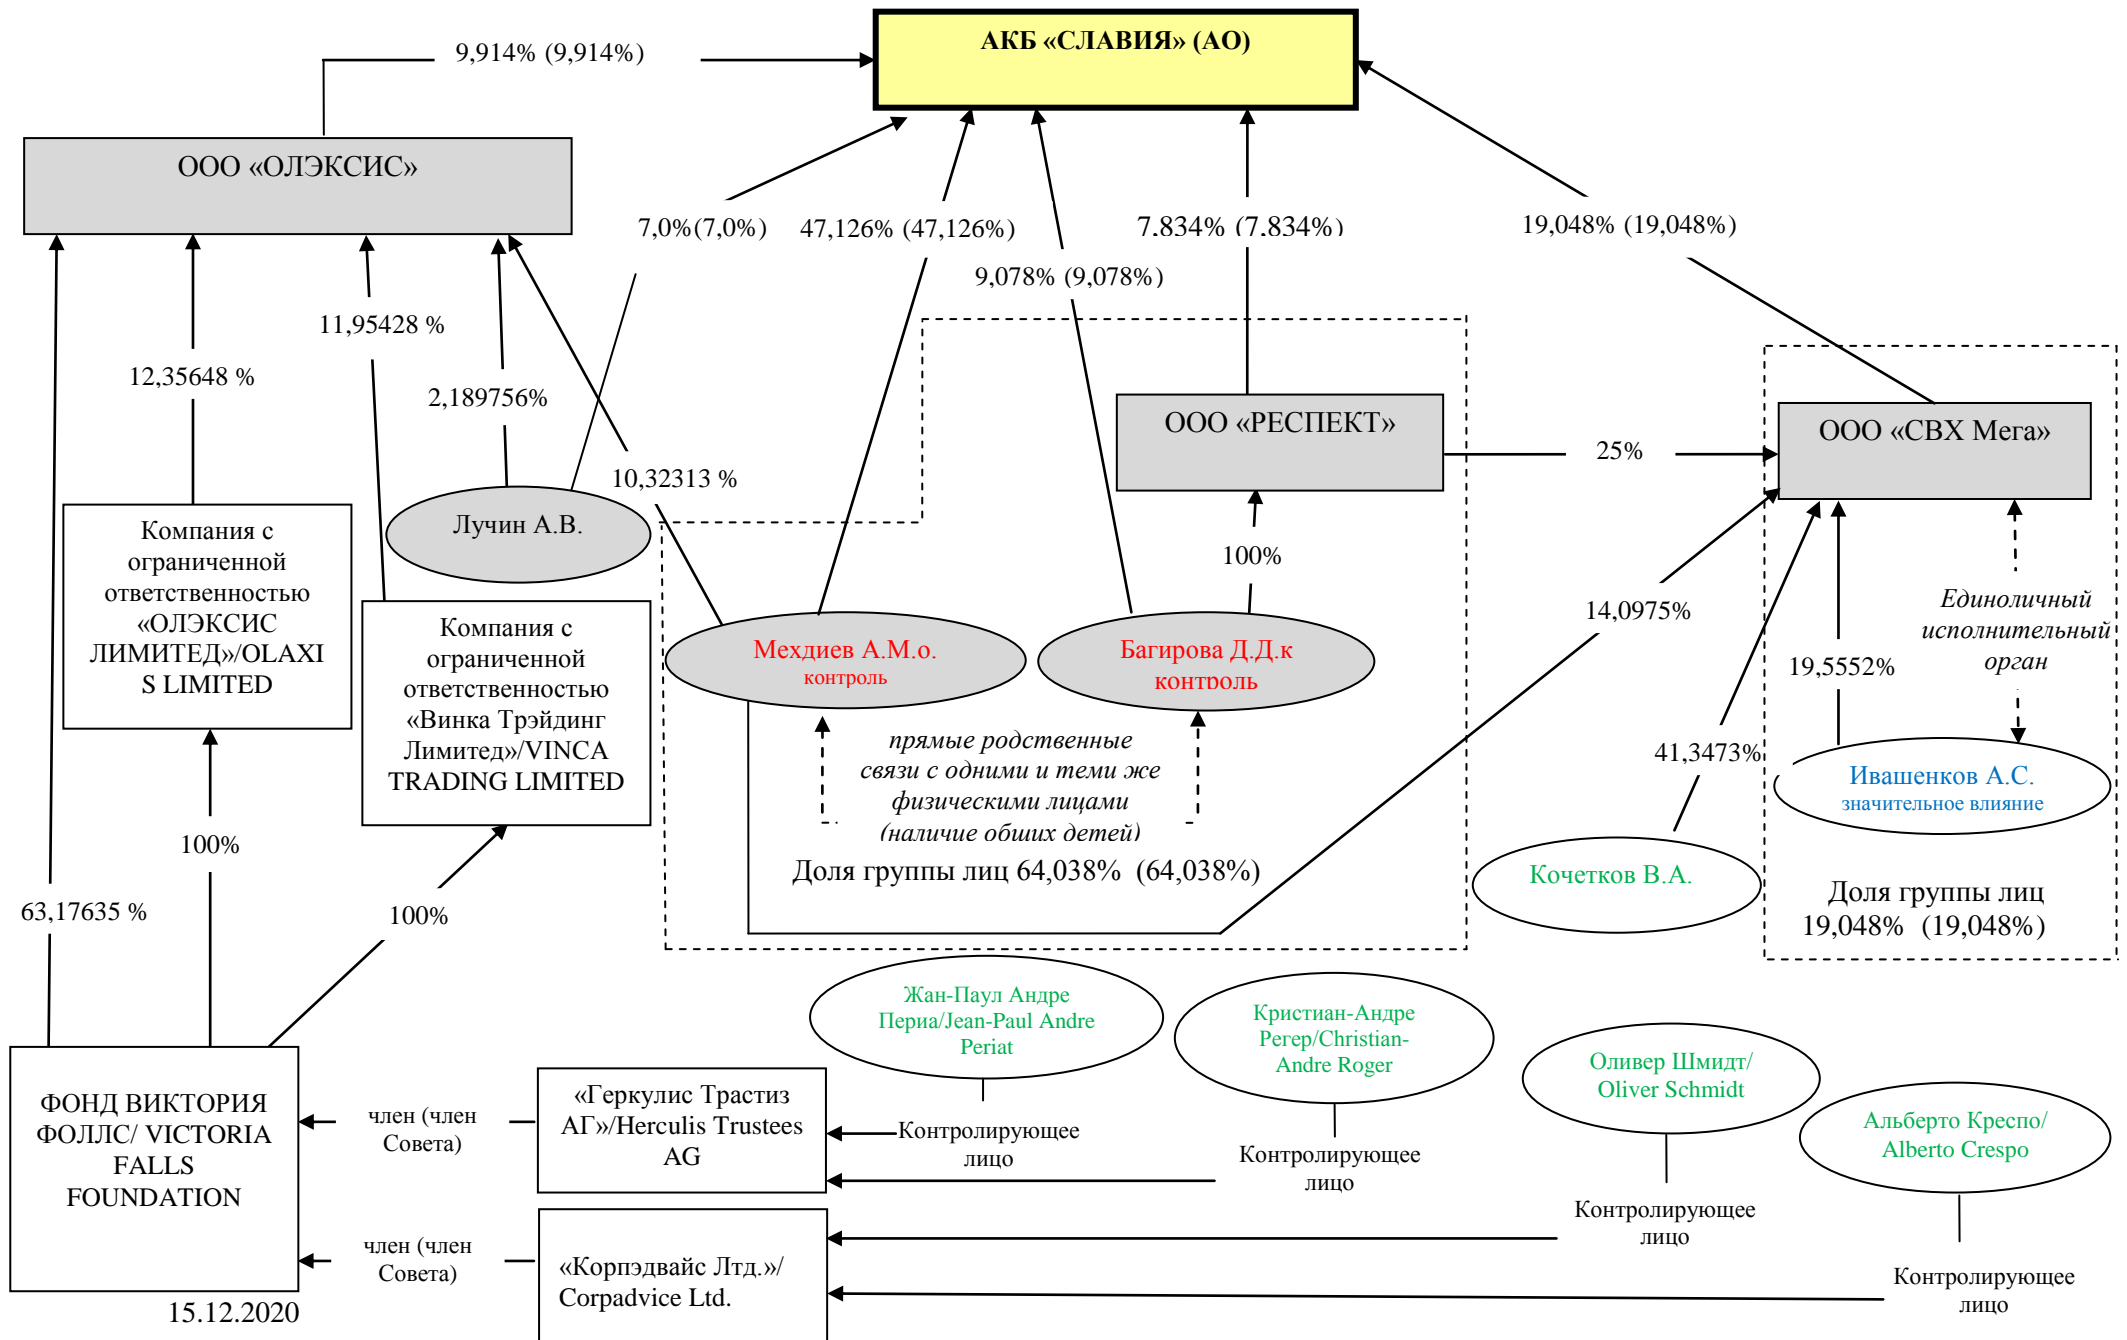 АКБ «СЛАВИЯ» (АО)
9,914% (9,914%)
ООО «ОЛЭКСИС»
7,0%(7,0%)
47,126% (47,126%)
7,834% (7,834%)
19,048% (19,048%)
9,078% (9,078%)
11,95428 %
12,35648 %
2,189756%
ООО «РЕСПЕКТ»
25%
ООО «СВХ Мега»
10,32313 %
Компания с
ограниченной
ответственностью
«ОЛЭКСИС
ЛИМИТЕД»/OLAXI
S LIMITED
Лучин А.В.
100%
14,0975%
Единоличный
исполнительный
орган
Компания с
ограниченной
ответственностью
«Винка Трэйдинг
Лимитед»/VINCA
TRADING LIMITED
Мехдиев А.М.о.
контроль
Багирова Д.Д.к
контроль
19,5552%
прямые родственные
связи с одними и теми же
физическими лицами
(наличие общих детей)
41,3473%
Ивашенков А.С.
значительное влияние
100%
Доля группы лиц 64,038%  (64,038%)
Кочетков В.А.
Доля группы лиц
19,048%  (19,048%)
63,17635 %
100%
Жан-Паул Андре
Периа/Jean-Paul Andre
Periat
Кристиан-Андре
Регер/Christian-
Andre Roger
Оливер Шмидт/
Oliver Schmidt
Альберто Креспо/
Alberto Crespo
ФОНД ВИКТОРИЯ
ФОЛЛС/ VICTORIA
FALLS
FOUNDATION
член (член
Совета)
«Геркулис Трастиз
АГ»/Herculis Trustees
AG
Контролирующее
лицо
Контролирующее
лицо
Контролирующее
лицо
член (член
Совета)
«Корпэдвайс Лтд.»/
Corpadvice Ltd.
Контролирующее
лицо
15.12.2020